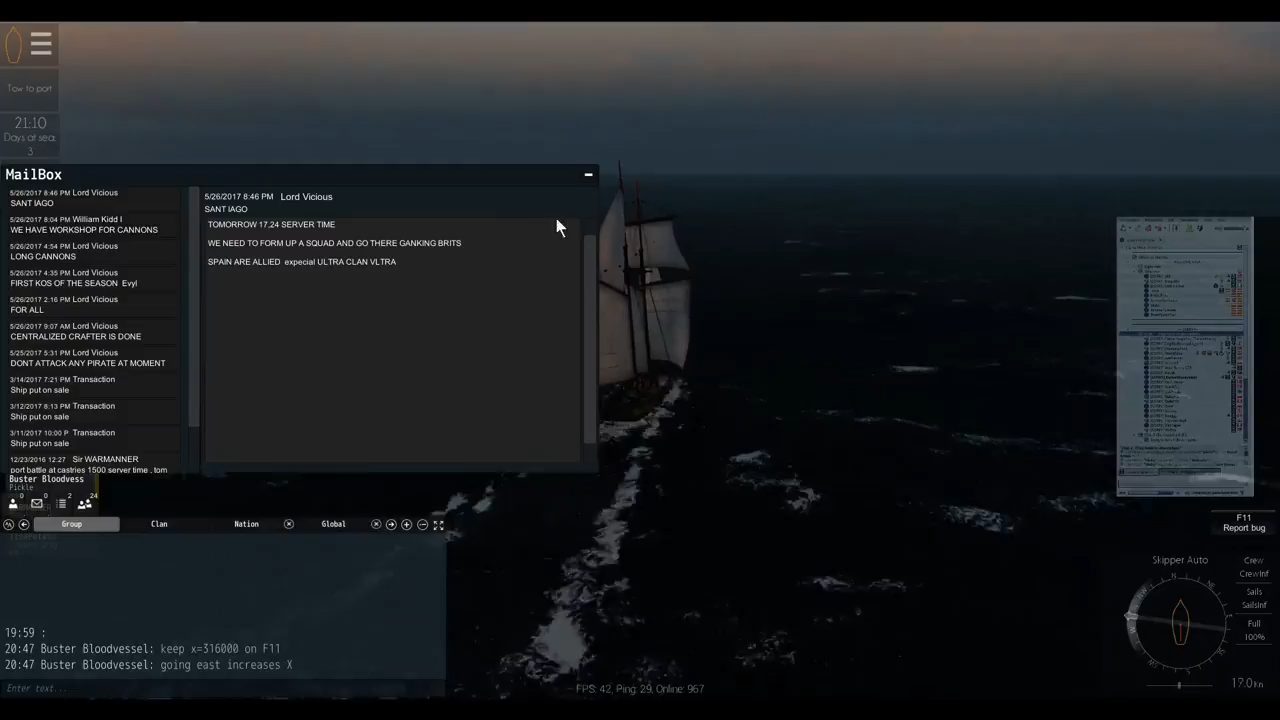 Tow to port
21:10
Days of sea:
3
MailBox
5/26/2017 8:46 PM Lord Vicious
SANT IAGO
5/26/2017 8:04 PM William Kidd I
WE HAVE WORKSHOP FOR CANNONS
5/26/2017 4:54 PM Lord Vicious
LONG CANNONS
5/26/2017 4:35 PM Lord Vicious
FIRST KOS OF THE SEASON Evyl
5/26/2017 2:16 PM Lord Vicious
FOR ALL
5/26/2017 9:07 AM Lord Vicious
CENTRALIZED CRAFTER IS DONE
5/25/2017 5:31 PM Lord Vicious
DONT ATTACK ANY PIRATE AT MOMENT
3/14/2017 7:21 PM Transaction
Ship put on sale
3/12/2017 8:13 PM Transaction
Ship put on sale
3/11/2017 10:00 P Transaction
Ship put on sale
12/23/2016 12:27 Sir WARMANNER
port battle at castries 1500 server time , tom
5/26/2017 8:46 PM Lord Vicious
SANT IAGO
TOMORROW 17,24 SERVER TIME
WE NEED TO FORM UP A SQUAD AND GO THERE GANKING BRITS
SPAIN ARE ALLIED expecial ULTRA CLAN VLTRA
Buster Bloodvess
Pickle
0 0 2 24
Group Clan Nation Global
19:59 :
20:47 Buster Bloodvessel: keep x=316000 on F11
20:47 Buster Bloodvessel: going east increases X
Enter text...
FPS: 42, Ping: 29, Online: 967
F11
Report bug
Skipper Auto
Crew
CrewInf
Sails
SailsInf
Full
100%
17.0 Kn